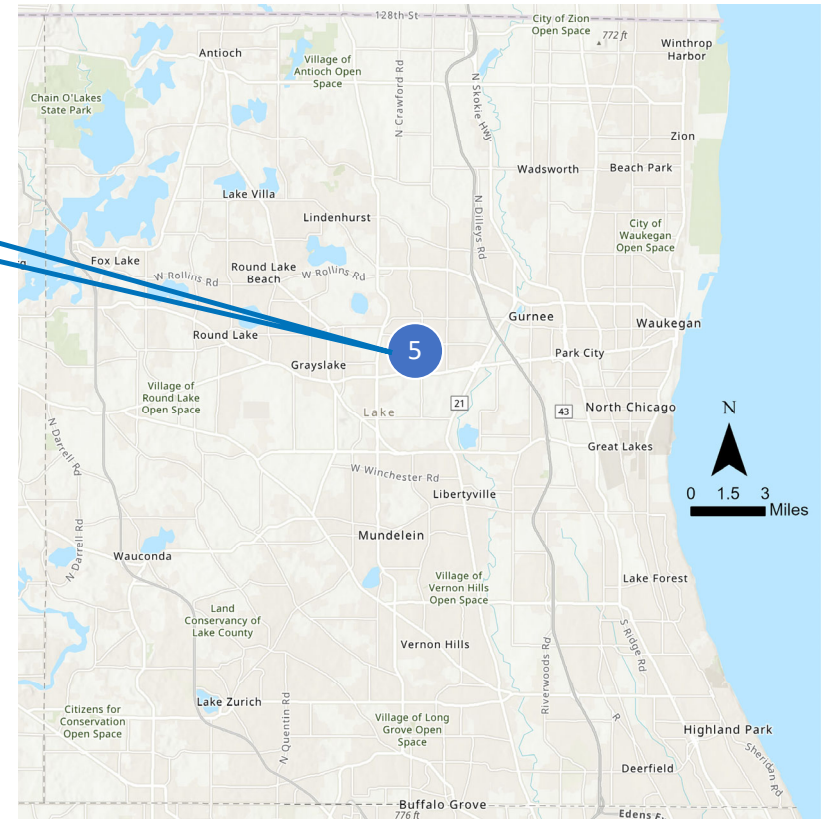 128th St
City of Zion
Open Space
772 ft
Winthrop
Harbor
Antioch
Village of
Antioch Open
Space
N Crawford Rd
N Skokie Hwy
Chain O'Lakes
State Park
Zion
Wadsworth
Beach Park
Lake Villa
Lindenhurst
N Dilleys Rd
City of
Waukegan
Open Space
Fox Lake
W Rollins Rd
Round Lake
Beach
W Rollins Rd
Gurnee
Waukegan
Round Lake
5
Park City
Grayslake
Village of
Round Lake
Open Space
Lake
21
43
North Chicago
N
Great Lakes
N Darrell Rd
W Winchester Rd
Libertyville
0 1.5 3
Miles
Mundelein
N Darrell Rd
Wauconda
Village of
Vernon Hills
Open Space
Lake Forest
Land
Conservancy of
Lake County
S Ridge Rd
Vernon Hills
Riverwoods Rd
Lake Zurich
N Quentin Rd
Citizens for
Conservation
Open Space
Village of Long
Grove Open
Space
R
Highland Park
Sheridan Rd
Deerfield
Buffalo Grove
776 ft
Edens